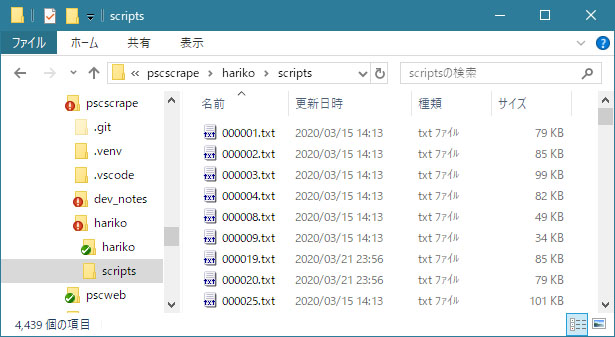 scripts
ファイル ホーム 共有 表示
« pscscrape › hariko › scripts scriptsの検索
名前 更新日時 種類 サイズ
pscscrape
.git
.venv
.vscode
dev_notes
hariko
hariko
scripts
pscweb
000001.txt 2020/03/15 14:13 txt ファイル 79 KB
000002.txt 2020/03/15 14:13 txt ファイル 85 KB
000003.txt 2020/03/15 14:13 txt ファイル 99 KB
000004.txt 2020/03/15 14:13 txt ファイル 82 KB
000008.txt 2020/03/15 14:13 txt ファイル 49 KB
000009.txt 2020/03/15 14:13 txt ファイル 34 KB
000019.txt 2020/03/21 23:56 txt ファイル 85 KB
000020.txt 2020/03/21 23:56 txt ファイル 79 KB
000025.txt 2020/03/15 14:13 txt ファイル 101 KB
4,439 個の項目